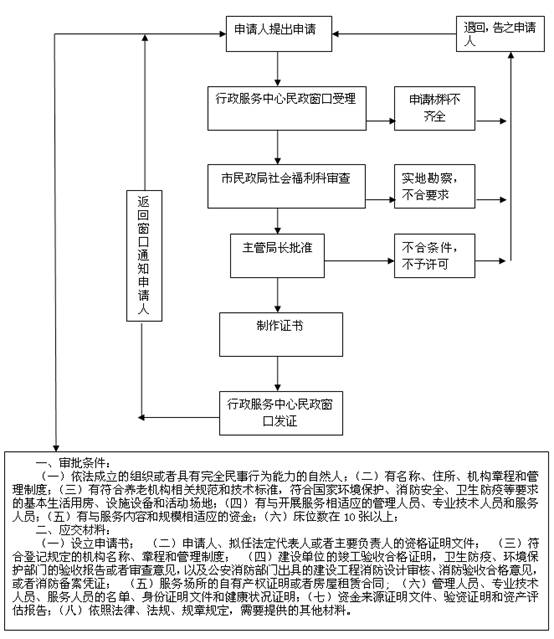 申请人提出申请
退回，告之申请
人
行政服务中心民政窗口受理
申请材料不
齐全
市民政局社会福利科审查
实地勘察，
不合要求
返回窗口通知申请人
主管局长批准
不合条件，
不予许可
制作证书
行政服务中心民政窗
口发证
一、审批条件：
（一）依法成立的组织或者具有完全民事行为能力的自然人；（二）有名称、住所、机构章程和管
理制度；（三）有符合养老机构相关规范和技术标准，符合国家环境保护、消防安全、卫生防疫等要求
的基本生活用房、设施设备和活动场地；（四）有与开展服务相适应的管理人员、专业技术人员和服务
人员；（五）有与服务内容和规模相适应的资金；（六）床位数在 10 张以上；
二、应交材料：
（一）设立申请书； （二）申请人、拟任法定代表人或者主要负责人的资格证明文件； （三）符
合登记规定的机构名称、章程和管理制度； （四）建设单位的竣工验收合格证明，卫生防疫、环境保
护部门的验收报告或者审查意见，以及公安消防部门出具的建设工程消防设计审核、消防验收合格意见，
或者消防备案凭证； （五）服务场所的自有产权证明或者房屋租赁合同；（六）管理人员、专业技术
人员、服务人员的名单、身份证明文件和健康状况证明；（七）资金来源证明文件、验资证明和资产评
估报告；（八）依照法律、法规、规章规定，需要提供的其他材料。